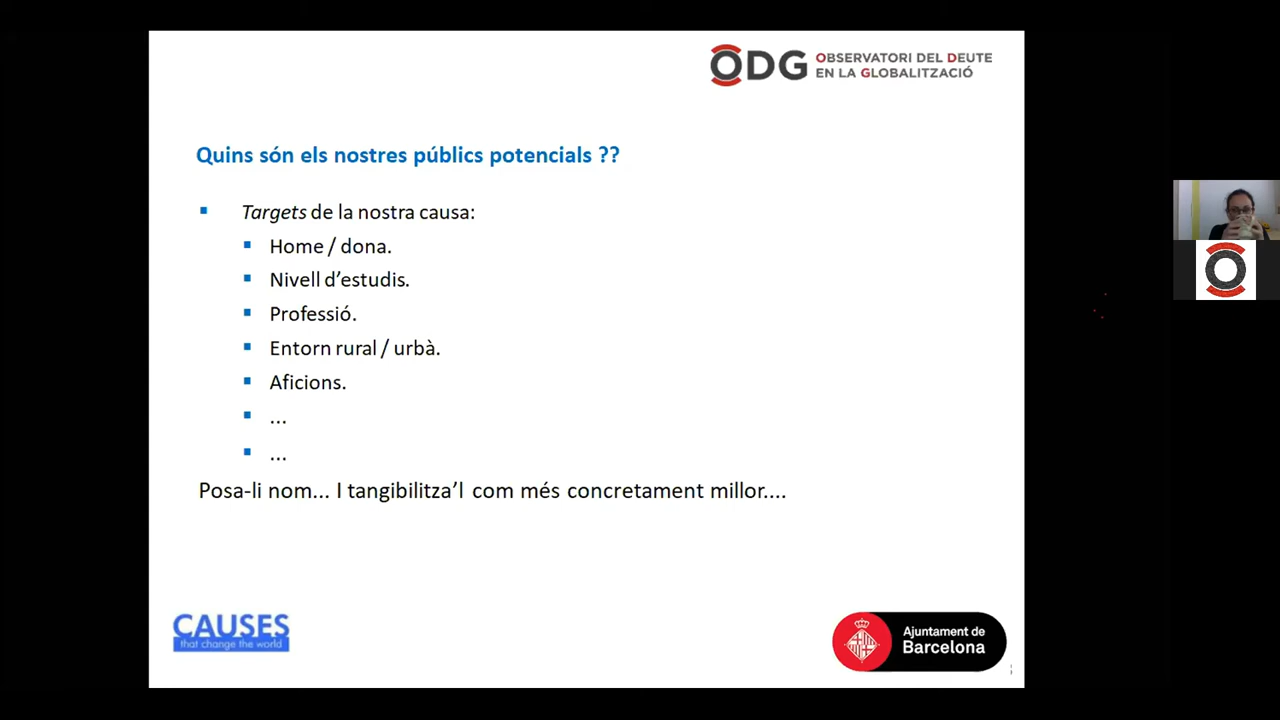 ODG OBSERVATORI DEL DEUTE
EN LA GLOBALITZACIÓ
Quins són els nostres públics potencials ??
Targets de la nostra causa:
Home / dona.
Nivell d’estudis.
Professió.
Entorn rural / urbà.
Aficions.
...
...
Posa-li nom... I tangibilitza’l com més concretament millor....
CAUSES
that change the world
Ajuntament de
Barcelona